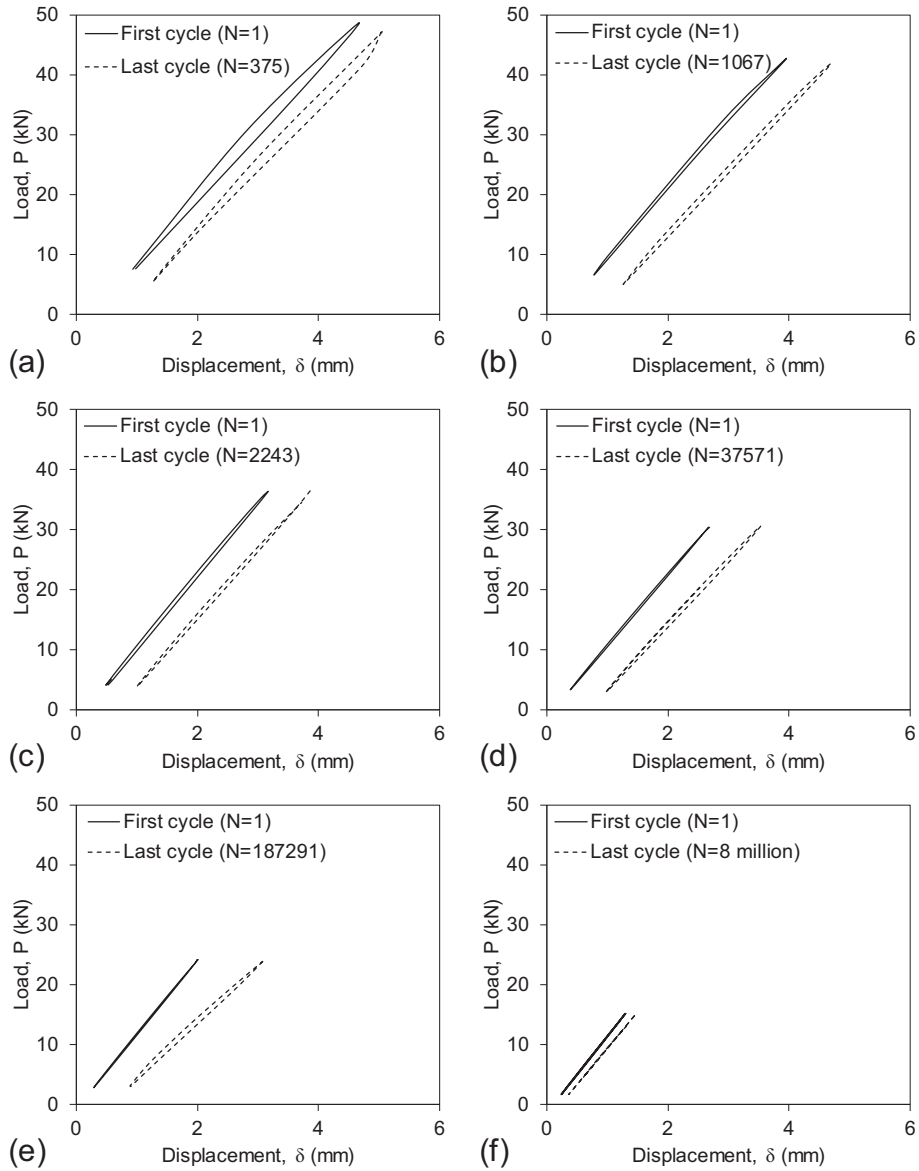 50
First cycle (N=1)
Last cycle (N=375)
40
30
20
10
0
Load, P (kN)
0 2 4 6
Displacement, δ (mm)
(a)
50
First cycle (N=1)
Last cycle (N=1067)
40
30
20
10
0
Load, P (kN)
0 2 4 6
Displacement, δ (mm)
(b)
50
First cycle (N=1)
Last cycle (N=2243)
40
30
20
10
0
Load, P (kN)
0 2 4 6
Displacement, δ (mm)
(c)
50
First cycle (N=1)
Last cycle (N=37571)
40
30
20
10
0
Load, P (kN)
0 2 4 6
Displacement, δ (mm)
(d)
50
First cycle (N=1)
Last cycle (N=187291)
40
30
20
10
0
Load, P (kN)
0 2 4 6
Displacement, δ (mm)
(e)
50
First cycle (N=1)
Last cycle (N=8 million)
40
30
20
10
0
Load, P (kN)
0 2 4 6
Displacement, δ (mm)
(f)